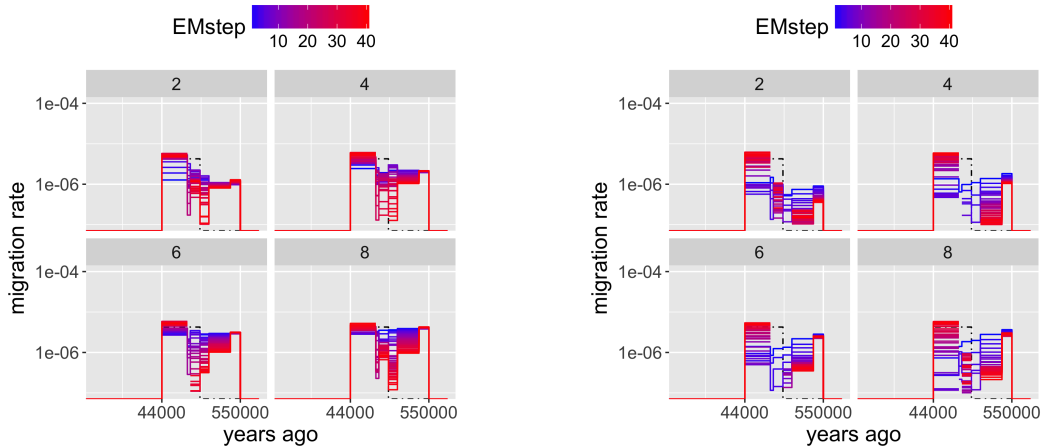 EMstep
10 20 30 40
2 4
1e-04
1e-06
6 8
1e-04
1e-06
44000 550000 44000 550000
migration rate
years ago
EMstep
10 20 30 40
2 4
1e-04
1e-06
6 8
1e-04
1e-06
44000 550000 44000 550000
migration rate
years ago